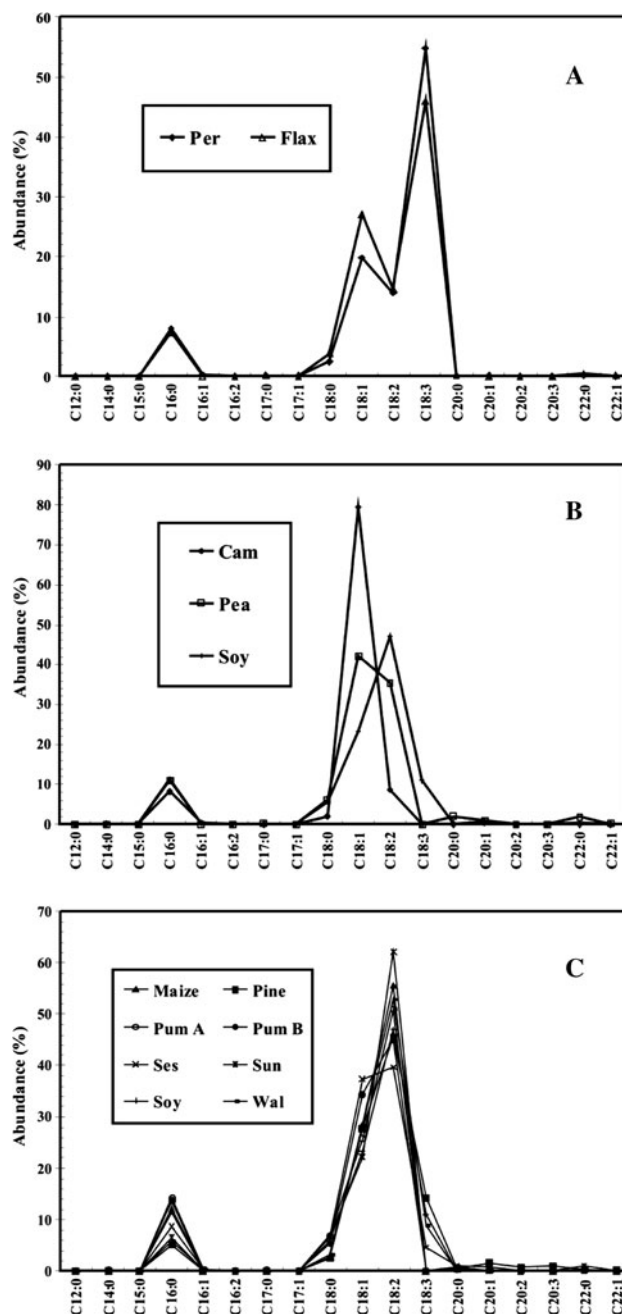 A
Abundance (%)
60
50
40
30
20
10
0
Per Flax
C12:0 C14:0 C15:0 C16:0 C16:1 C16:2 C17:0 C17:1 C18:0 C18:1 C18:2 C18:3 C20:0 C20:1 C20:2 C20:3 C22:0 C22:1
B
Abundance (%)
90
80
70
60
50
40
30
20
10
0
Cam
Pea
Soy
C12:0 C14:0 C15:0 C16:0 C16:1 C16:2 C17:0 C17:1 C18:0 C18:1 C18:2 C18:3 C20:0 C20:1 C20:2 C20:3 C22:0 C22:1
C
Abundance (%)
70
60
50
40
30
20
10
0
Maize Pine
Pum A Pum B
Ses Sun
Soy Wal
C12:0 C14:0 C15:0 C16:0 C16:1 C16:2 C17:0 C17:1 C18:0 C18:1 C18:2 C18:3 C20:0 C20:1 C20:2 C20:3 C22:0 C22:1